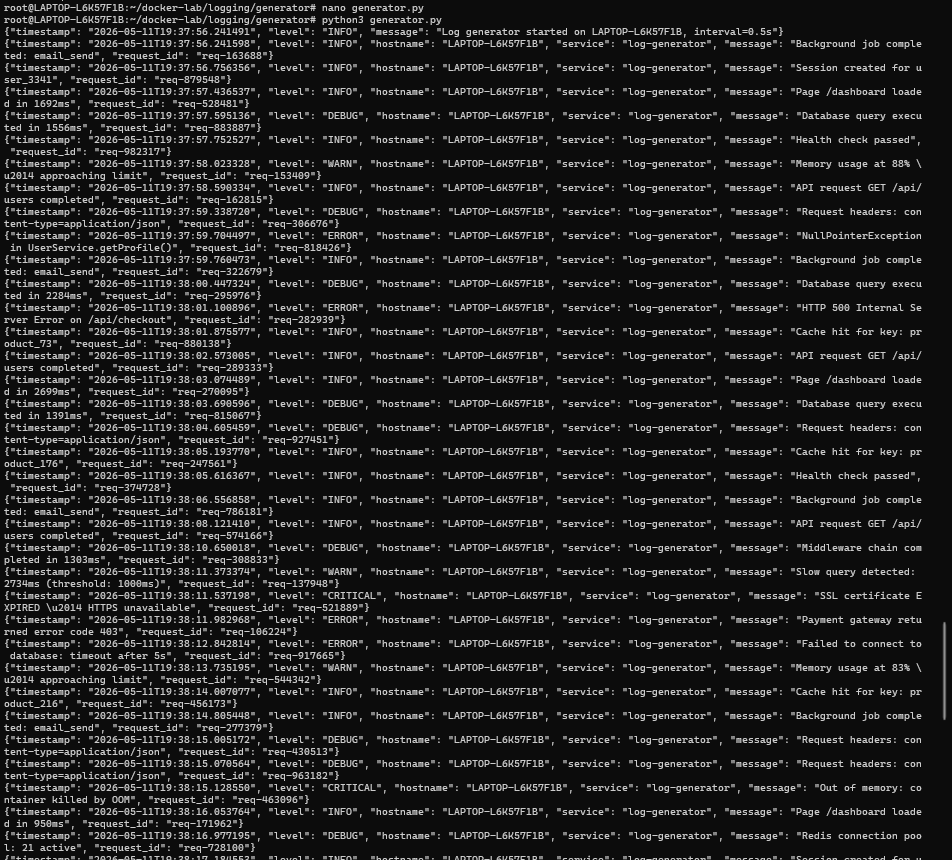 root@LAPTOP-L6K57F1B:~/docker-lab/logging/generator# nano generator.py
root@LAPTOP-L6K57F1B:~/docker-lab/logging/generator# python3 generator.py
{"timestamp": "2026-05-11T19:37:56.241491", "level": "INFO", "message": "Log generator started on LAPTOP-L6K57F1B, interval=0.5s"}
{"timestamp": "2026-05-11T19:37:56.241598", "level": "INFO", "hostname": "LAPTOP-L6K57F1B", "service": "log-generator", "message": "Background job comple
ted: email_send", "request_id": "req-163688"}
{"timestamp": "2026-05-11T19:37:56.756356", "level": "INFO", "hostname": "LAPTOP-L6K57F1B", "service": "log-generator", "message": "Session created for u
ser_3341", "request_id": "req-879548"}
{"timestamp": "2026-05-11T19:37:57.436537", "level": "INFO", "hostname": "LAPTOP-L6K57F1B", "service": "log-generator", "message": "Page /dashboard loade
d in 1692ms", "request_id": "req-528481"}
{"timestamp": "2026-05-11T19:37:57.595136", "level": "DEBUG", "hostname": "LAPTOP-L6K57F1B", "service": "log-generator", "message": "Database query execu
ted in 1556ms", "request_id": "req-883887"}
{"timestamp": "2026-05-11T19:37:57.752527", "level": "INFO", "hostname": "LAPTOP-L6K57F1B", "service": "log-generator", "message": "Health check passed",
 "request_id": "req-982317"}
{"timestamp": "2026-05-11T19:37:58.023328", "level": "WARN", "hostname": "LAPTOP-L6K57F1B", "service": "log-generator", "message": "Memory usage at 88% \
u2014 approaching limit", "request_id": "req-153409"}
{"timestamp": "2026-05-11T19:37:58.590334", "level": "INFO", "hostname": "LAPTOP-L6K57F1B", "service": "log-generator", "message": "API request GET /api/
users completed", "request_id": "req-162815"}
{"timestamp": "2026-05-11T19:37:59.338720", "level": "DEBUG", "hostname": "LAPTOP-L6K57F1B", "service": "log-generator", "message": "Request headers: con
tent-type=application/json", "request_id": "req-306676"}
{"timestamp": "2026-05-11T19:37:59.704497", "level": "ERROR", "hostname": "LAPTOP-L6K57F1B", "service": "log-generator", "message": "NullPointerException
 in UserService.getProfile()", "request_id": "req-818426"}
{"timestamp": "2026-05-11T19:37:59.760473", "level": "INFO", "hostname": "LAPTOP-L6K57F1B", "service": "log-generator", "message": "Background job comple
ted: email_send", "request_id": "req-322679"}
{"timestamp": "2026-05-11T19:38:00.447324", "level": "DEBUG", "hostname": "LAPTOP-L6K57F1B", "service": "log-generator", "message": "Database query execu
ted in 2284ms", "request_id": "req-295976"}
{"timestamp": "2026-05-11T19:38:01.100896", "level": "ERROR", "hostname": "LAPTOP-L6K57F1B", "service": "log-generator", "message": "HTTP 500 Internal Se
rver Error on /api/checkout", "request_id": "req-282939"}
{"timestamp": "2026-05-11T19:38:01.875577", "level": "INFO", "hostname": "LAPTOP-L6K57F1B", "service": "log-generator", "message": "Cache hit for key: pr
oduct_73", "request_id": "req-880138"}
{"timestamp": "2026-05-11T19:38:02.573005", "level": "INFO", "hostname": "LAPTOP-L6K57F1B", "service": "log-generator", "message": "API request GET /api/
users completed", "request_id": "req-289333"}
{"timestamp": "2026-05-11T19:38:03.074489", "level": "INFO", "hostname": "LAPTOP-L6K57F1B", "service": "log-generator", "message": "Page /dashboard loade
d in 2699ms", "request_id": "req-270095"}
{"timestamp": "2026-05-11T19:38:03.690596", "level": "DEBUG", "hostname": "LAPTOP-L6K57F1B", "service": "log-generator", "message": "Database query execu
ted in 1391ms", "request_id": "req-815067"}
{"timestamp": "2026-05-11T19:38:04.605459", "level": "DEBUG", "hostname": "LAPTOP-L6K57F1B", "service": "log-generator", "message": "Request headers: con
tent-type=application/json", "request_id": "req-927451"}
{"timestamp": "2026-05-11T19:38:05.193770", "level": "INFO", "hostname": "LAPTOP-L6K57F1B", "service": "log-generator", "message": "Cache hit for key: pr
oduct_176", "request_id": "req-247561"}
{"timestamp": "2026-05-11T19:38:05.616367", "level": "INFO", "hostname": "LAPTOP-L6K57F1B", "service": "log-generator", "message": "Health check passed",
 "request_id": "req-374728"}
{"timestamp": "2026-05-11T19:38:06.556858", "level": "INFO", "hostname": "LAPTOP-L6K57F1B", "service": "log-generator", "message": "Background job comple
ted: email_send", "request_id": "req-786181"}
{"timestamp": "2026-05-11T19:38:08.121410", "level": "INFO", "hostname": "LAPTOP-L6K57F1B", "service": "log-generator", "message": "API request GET /api/
users completed", "request_id": "req-574166"}
{"timestamp": "2026-05-11T19:38:10.650018", "level": "DEBUG", "hostname": "LAPTOP-L6K57F1B", "service": "log-generator", "message": "Middleware chain com
pleted in 1303ms", "request_id": "req-308833"}
{"timestamp": "2026-05-11T19:38:11.373374", "level": "WARN", "hostname": "LAPTOP-L6K57F1B", "service": "log-generator", "message": "Slow query detected: 
2734ms (threshold: 1000ms)", "request_id": "req-137948"}
{"timestamp": "2026-05-11T19:38:11.537198", "level": "CRITICAL", "hostname": "LAPTOP-L6K57F1B", "service": "log-generator", "message": "SSL certificate E
XPIRED \u2014 HTTPS unavailable", "request_id": "req-521889"}
{"timestamp": "2026-05-11T19:38:11.982968", "level": "ERROR", "hostname": "LAPTOP-L6K57F1B", "service": "log-generator", "message": "Payment gateway retu
rned error code 403", "request_id": "req-106224"}
{"timestamp": "2026-05-11T19:38:12.842814", "level": "ERROR", "hostname": "LAPTOP-L6K57F1B", "service": "log-generator", "message": "Failed to connect to
 database: timeout after 5s", "request_id": "req-917665"}
{"timestamp": "2026-05-11T19:38:13.735195", "level": "WARN", "hostname": "LAPTOP-L6K57F1B", "service": "log-generator", "message": "Memory usage at 83% \
u2014 approaching limit", "request_id": "req-544342"}
{"timestamp": "2026-05-11T19:38:14.007077", "level": "INFO", "hostname": "LAPTOP-L6K57F1B", "service": "log-generator", "message": "Cache hit for key: pr
oduct_216", "request_id": "req-456173"}
{"timestamp": "2026-05-11T19:38:14.805448", "level": "INFO", "hostname": "LAPTOP-L6K57F1B", "service": "log-generator", "message": "Background job comple
ted: email_send", "request_id": "req-277379"}
{"timestamp": "2026-05-11T19:38:15.005172", "level": "DEBUG", "hostname": "LAPTOP-L6K57F1B", "service": "log-generator", "message": "Request headers: con
tent-type=application/json", "request_id": "req-430513"}
{"timestamp": "2026-05-11T19:38:15.070564", "level": "DEBUG", "hostname": "LAPTOP-L6K57F1B", "service": "log-generator", "message": "Request headers: con
tent-type=application/json", "request_id": "req-963182"}
{"timestamp": "2026-05-11T19:38:15.128550", "level": "CRITICAL", "hostname": "LAPTOP-L6K57F1B", "service": "log-generator", "message": "Out of memory: co
ntainer killed by OOM", "request_id": "req-463096"}
{"timestamp": "2026-05-11T19:38:16.053764", "level": "INFO", "hostname": "LAPTOP-L6K57F1B", "service": "log-generator", "message": "Page /dashboard loade
d in 950ms", "request_id": "req-171962"}
{"timestamp": "2026-05-11T19:38:16.977195", "level": "DEBUG", "hostname": "LAPTOP-L6K57F1B", "service": "log-generator", "message": "Redis connection poo
l: 21 active", "request_id": "req-728100"}